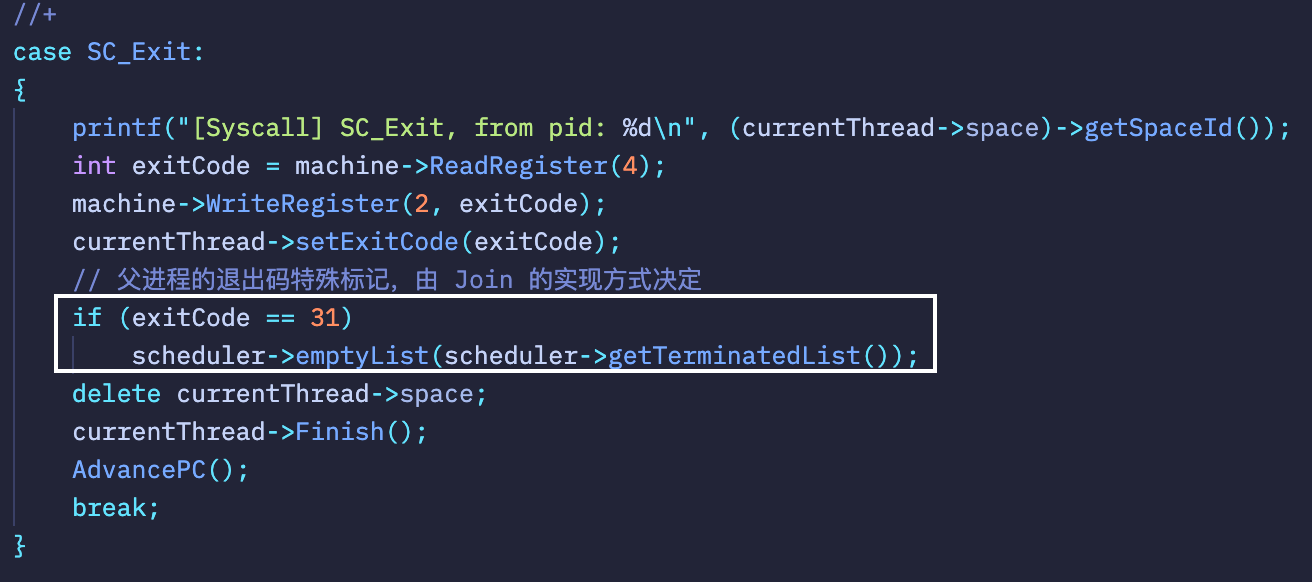 //+
case SC_Exit:
{
printf("[Syscall] SC_Exit, from pid: %d\n", (currentThread->space)->getSpaceId());
int exitCode = machine->ReadRegister(4);
machine->WriteRegister(2, exitCode);
currentThread->setExitCode(exitCode);
// 父进程的退出码特殊标记，由 Join 的实现方式决定
if (exitCode == 31)
scheduler->emptyList(scheduler->getTerminatedList());
delete currentThread->space;
currentThread->Finish();
AdvancePC();
break;
}